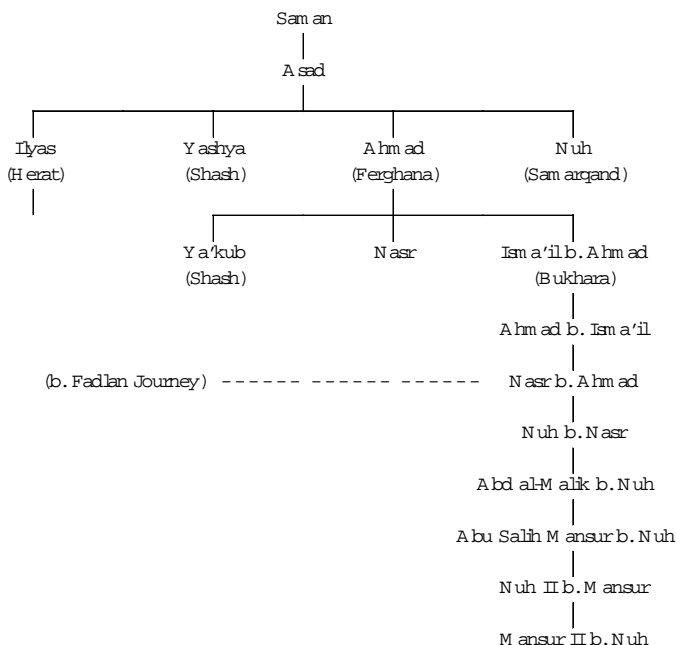 Saman
Asad
Ilyas Yashya Ahmad Nuh
(Herat) (Shash) (Ferghana) (Samarqand)
Ya'kub Nasr Isma'il b. Ahmad
(Shash) (Bukhara)
Ahmad b. Isma'il
(b. Fadlan Journey) Nasr b. Ahmad
Nuh b. Nasr
Abd al-Malik b. Nuh
Abu Salih Mansur b. Nuh
Nuh II b. Mansur
Mansur II b. Nuh